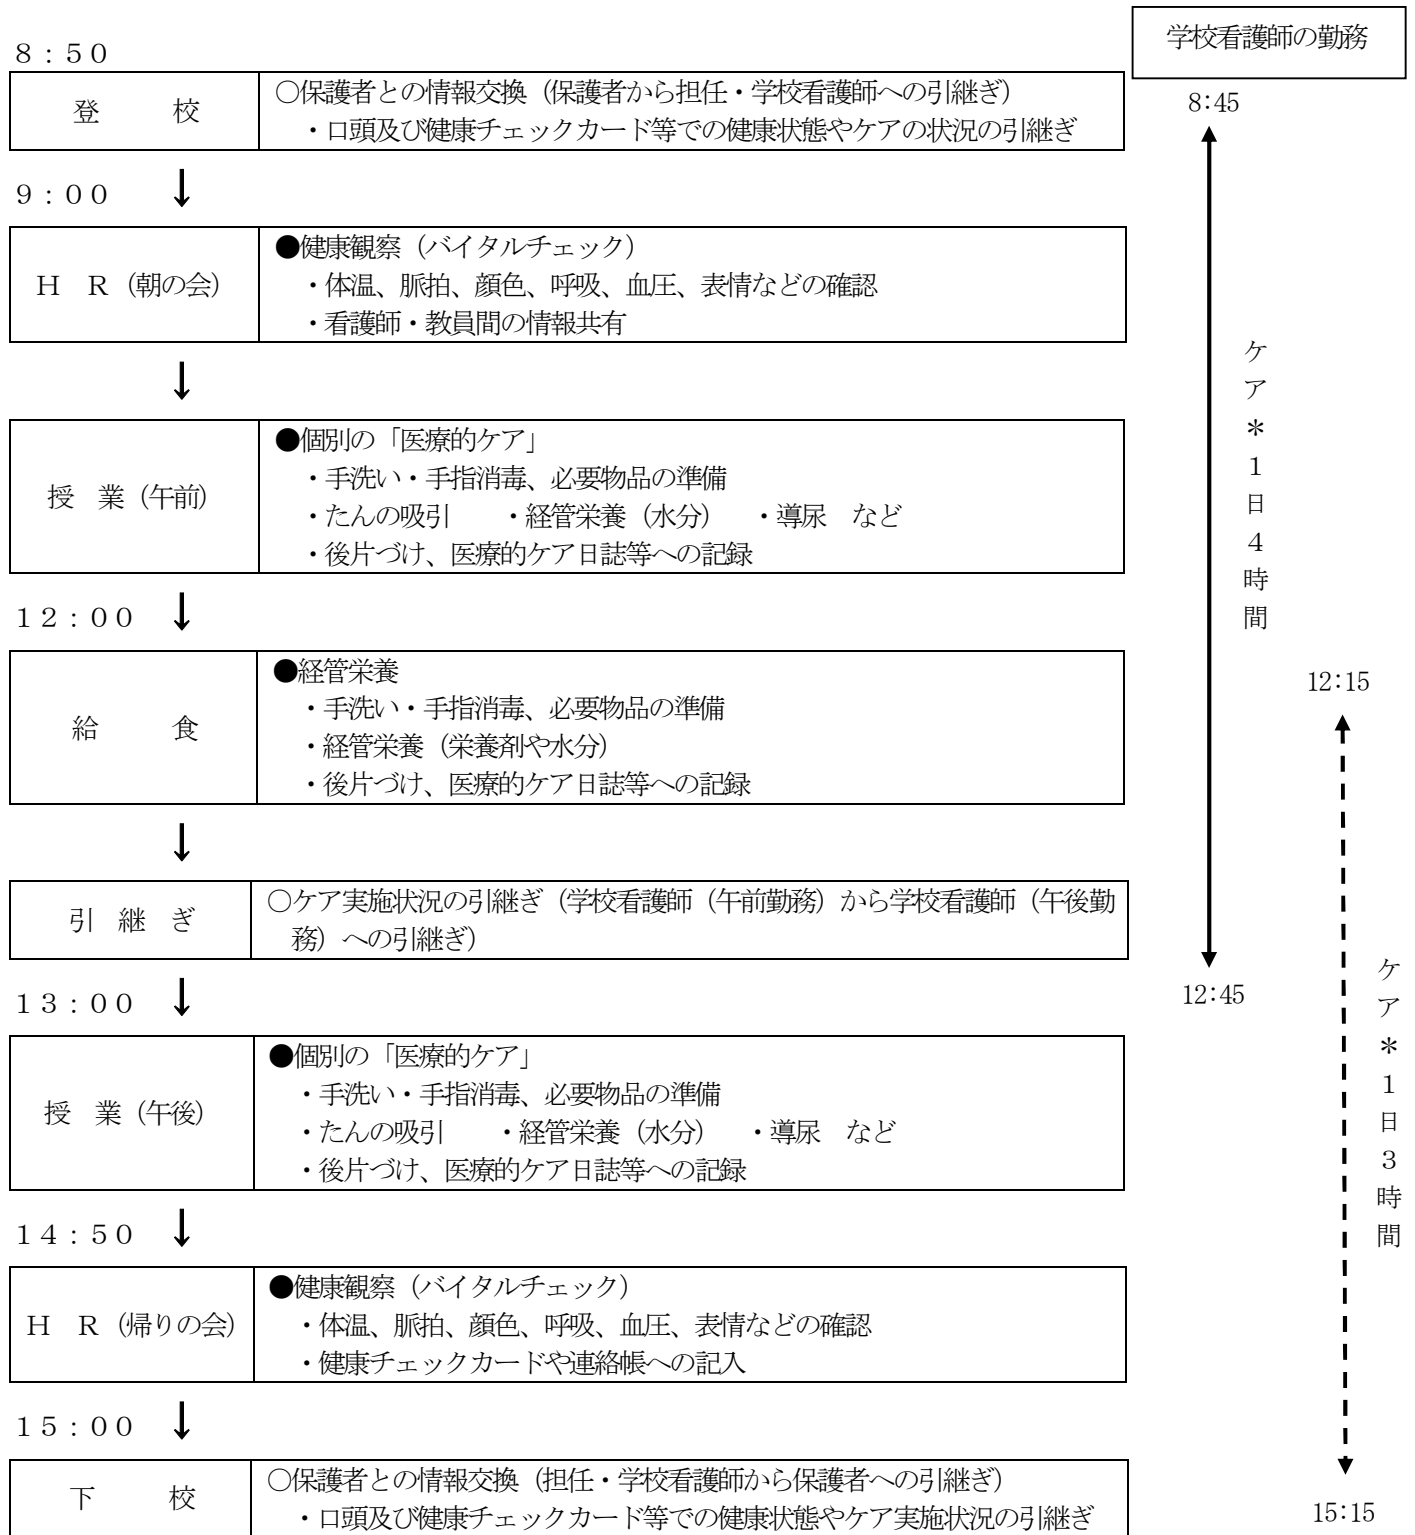 学校看護師の勤務
８：５０
登　　校
○保護者との情報交換（保護者から担任・学校看護師への引継ぎ）
・口頭及び健康チェックカード等での健康状態やケアの状況の引継ぎ
8:45
９：００ ↓
Ｈ　Ｒ（朝の会）
●健康観察（バイタルチェック）
・体温、脈拍、顔色、呼吸、血圧、表情などの確認
・看護師・教員間の情報共有
↓
ケア＊１日４時間
授　業（午前）
●個別の「医療的ケア」
・手洗い・手指消毒、必要物品の準備
・たんの吸引　　・経管栄養（水分）　・導尿　など
・後片づけ、医療的ケア日誌等への記録
１２：００ ↓
給　　食
●経管栄養
・手洗い・手指消毒、必要物品の準備
・経管栄養（栄養剤や水分）
・後片づけ、医療的ケア日誌等への記録
12:15
↓
引　継　ぎ
○ケア実施状況の引継ぎ（学校看護師（午前勤務）から学校看護師（午後勤
務）への引継ぎ）
12:45
１３：００ ↓
ケア＊１日３時間
授　業（午後）
●個別の「医療的ケア」
・手洗い・手指消毒、必要物品の準備
・たんの吸引　　・経管栄養（水分）　・導尿　など
・後片づけ、医療的ケア日誌等への記録
１４：５０ ↓
Ｈ　Ｒ（帰りの会）
●健康観察（バイタルチェック）
・体温、脈拍、顔色、呼吸、血圧、表情などの確認
・健康チェックカードや連絡帳への記入
１５：００ ↓
下　　校
○保護者との情報交換（担任・学校看護師から保護者への引継ぎ）
・口頭及び健康チェックカード等での健康状態やケア実施状況の引継ぎ
15:15